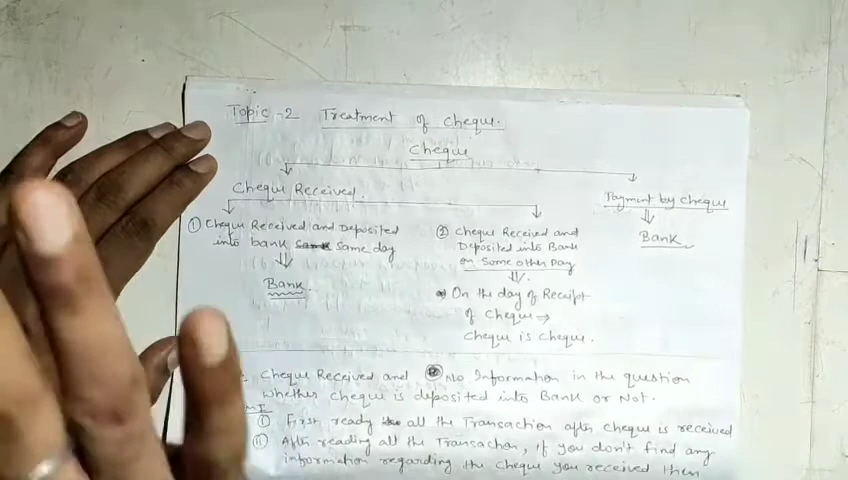 Topic - 2 Treatment of Cheque.
Cheque
Cheque Received.
Payment by cheque
Bank
① Cheque Received and Deposited
into bank same day
Bank.
② Cheque Received and
Deposited into Bank
on Some other Day
On the day of Receipt
of Cheque ⇒
Cheque is Cheque.
Cheque Received and No Information in the question
whether cheque is deposited into Bank or Not.
① First ready all the Transaction after cheque is received
② After reading all the Transaction, if you don't find any
information regarding the cheque you received then